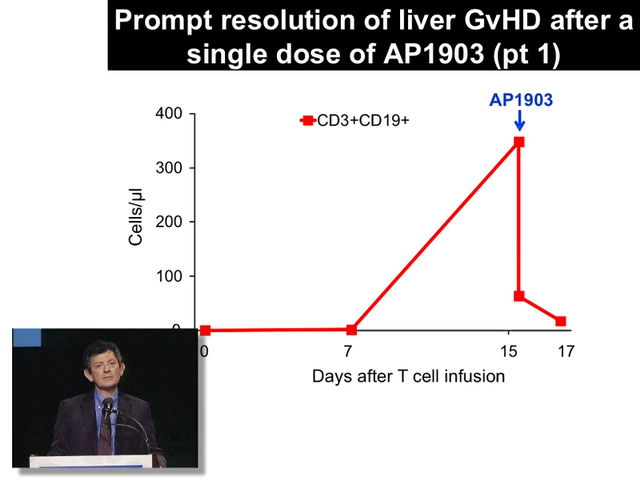 Prompt resolution of liver GvHD after a
single dose of AP1903 (pt 1)
AP1903
CD3+CD19+
400
300
200
100
0
Cells/µl
0 7 15 17
Days after T cell infusion